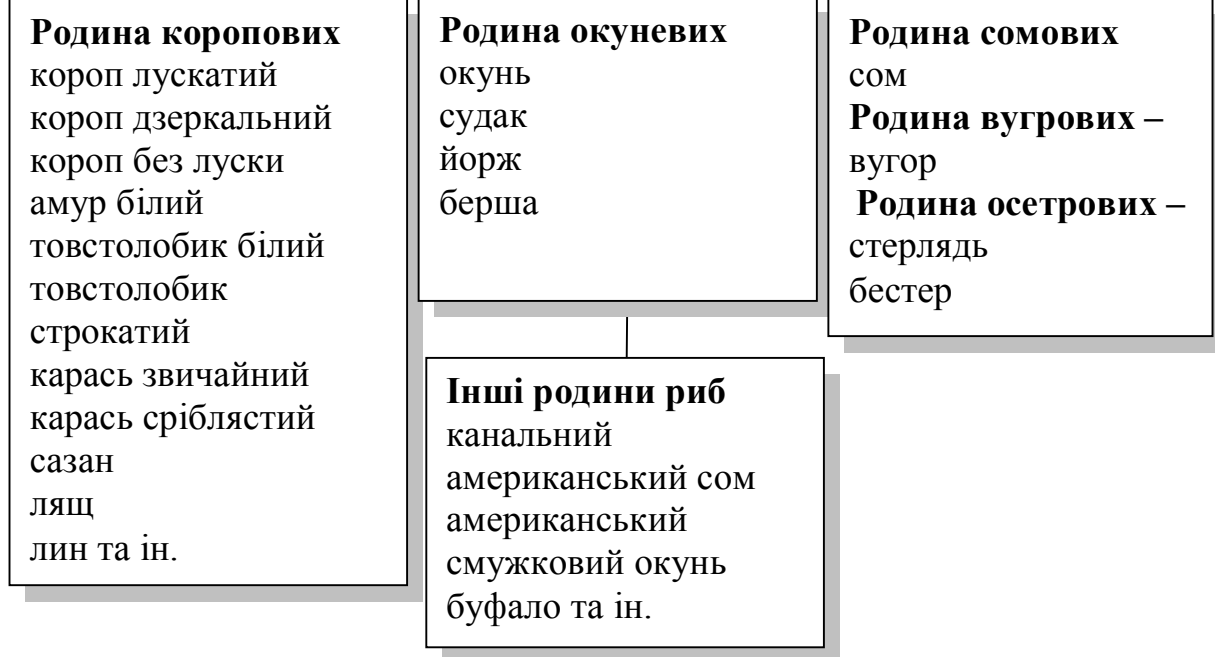 Родина коропових
короп лускатий
короп дзеркальний
короп без луски
амур білий
товстолобик білий
товстолобик
строкатий
карась звичайний
карась сріблястий
сазан
лящ
лин та ін.
Родина окуневих
окунь
судак
йорж
берша
Інші родини риб
канальний
американський сом
американський
смужковий окунь
буфало та ін.
Родина сомових
сом
Родина вугрових –
вугор
Родина осетрових –
стерлядь
бестер